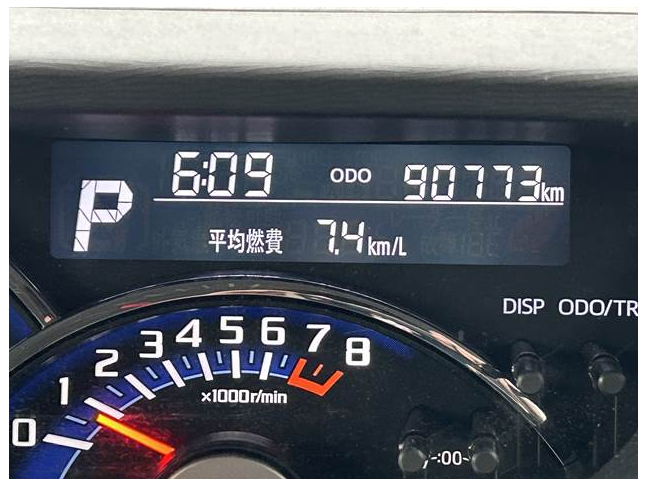 P
6:09 ODO 90773km
平均燃費 7.4km/L
DISP ODO/TR
0 1 2 3 4 5 6 7 8
×1000r/min
-:00-